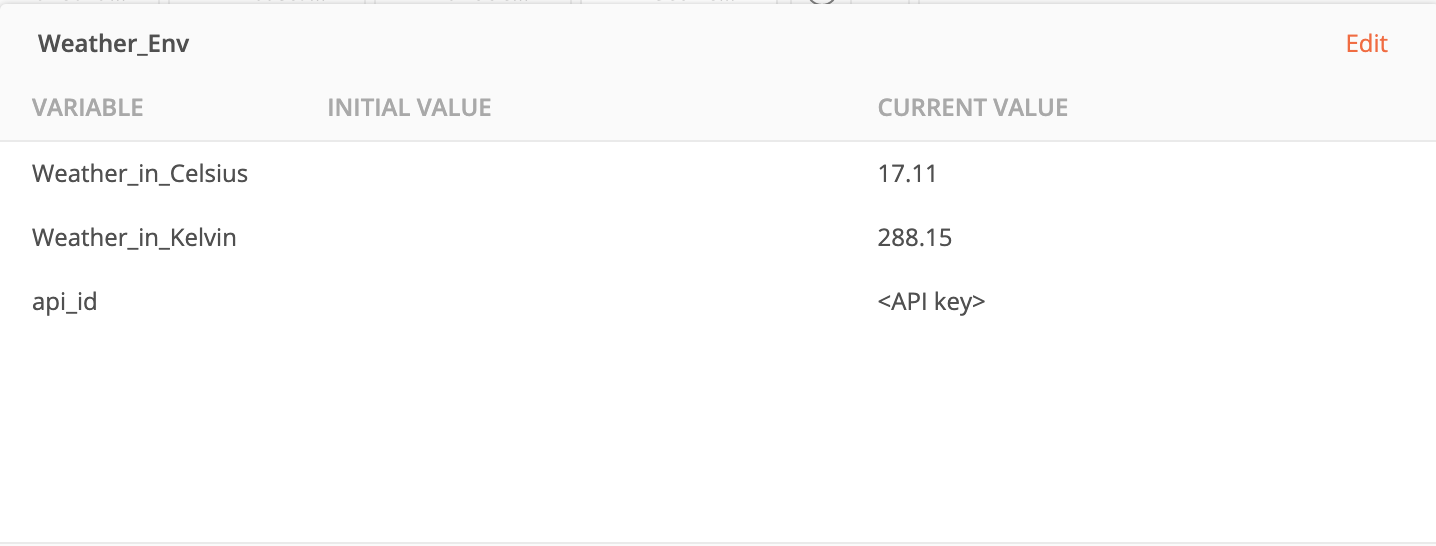 Weather_Env Edit
VARIABLE INITIAL VALUE CURRENT VALUE
Weather_in_Celsius 17.11
Weather_in_Kelvin 288.15
api_id <API key>